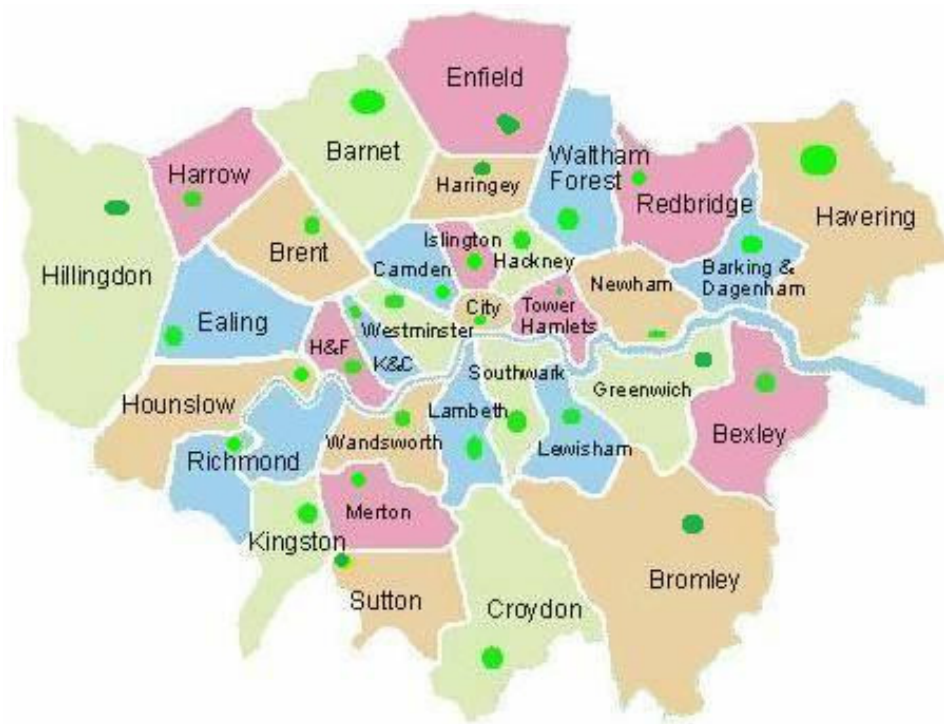 Enfield
Barnet
Waltham
Forest
Harrow
Haringey
Redbridge
Havering
Islington
Brent
Hackney
Hillingdon
Camden
Newham
Barking &
Dagenham
City
Tower
Hamlets
Ealing
Westminster
H&F
K&C
Southwark
Greenwich
Hounslow
Lambeth
Bexley
Wandsworth
Lewisham
Richmond
Merton
Kingston
Bromley
Sutton
Croydon